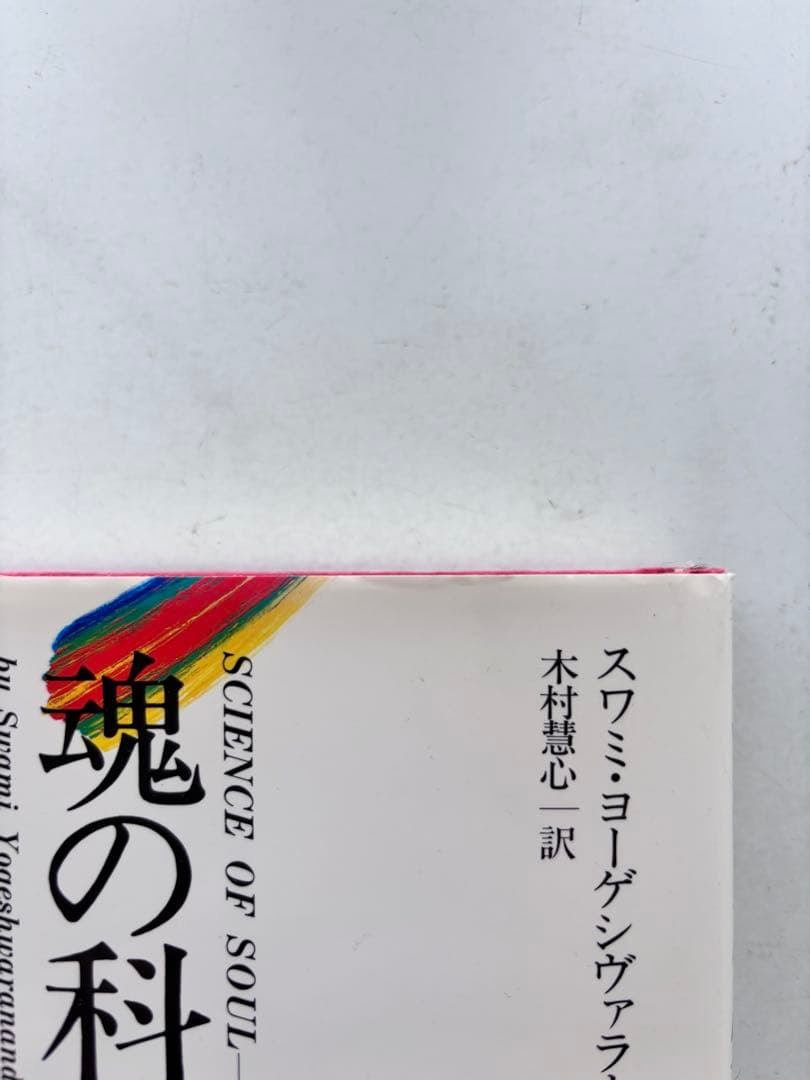 スワミ・ヨーゲシヴァラ
木村慧心―訳
SCIENCE OF SOUL―
魂の科
by Swami Yogeshwaranand